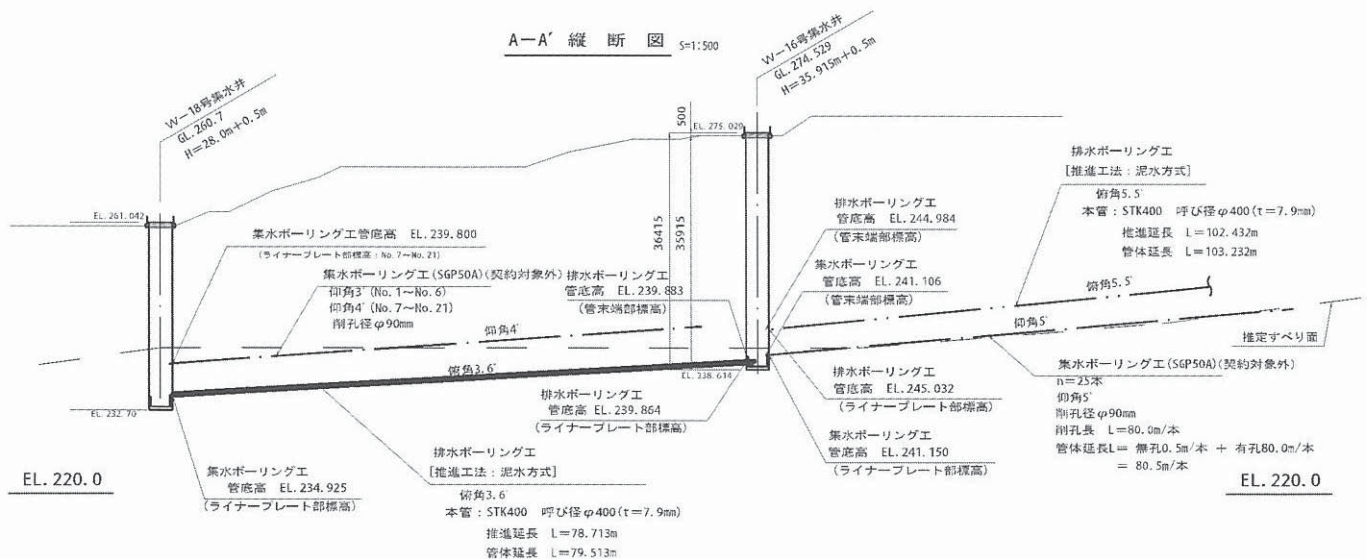 A-A' 縦 断 図 S=1:500
W-18号集水井
GL.260.7
H=28.0m+0.5m
W-16号集水井
GL.274.529
H=35.915m+0.5m
500
EL.275.029
36415
35915
EL.261.042
集水ボーリング工管底高 EL.239.800
(ライナープレート部標高:No.7~No.21)
集水ボーリング工(SGP50A)(契約対象外)
仰角3°(No.1~No.6)
仰角4°(No.7~No.21)
削孔径φ90mm
排水ボーリング工
管底高 EL.239.883
(管末端部標高)
排水ボーリング工
管底高 EL.244.984
(管末端部標高)
集水ボーリング工
管底高 EL.241.106
(管末端部標高)
排水ボーリング工
[推進工法:泥水方式]
俯角5.5°
本管:STK400 呼び径φ400(t=7.9mm)
推進延長 L=102.432m
管体延長 L=103.232m
俯角5.5°
仰角4°
仰角5°
推定すべり面
俯角3.6°
EL.238.614
EL.232.70
排水ボーリング工
管底高 EL.239.864
(ライナープレート部標高)
排水ボーリング工
管底高 EL.245.032
(ライナープレート部標高)
集水ボーリング工
管底高 EL.241.150
(ライナープレート部標高)
集水ボーリング工(SGP50A)(契約対象外)
n=25本
仰角5°
削孔径φ90mm
削孔長 L=80.0m/本
管体延長L= 無孔0.5m/本 + 有孔80.0m/本
= 80.5m/本
集水ボーリング工
管底高 EL.234.925
(ライナープレート部標高)
排水ボーリング工
[推進工法:泥水方式]
俯角3.6°
本管:STK400 呼び径φ400(t=7.9mm)
推進延長 L=78.713m
管体延長 L=79.513m
EL.220.0
EL.220.0